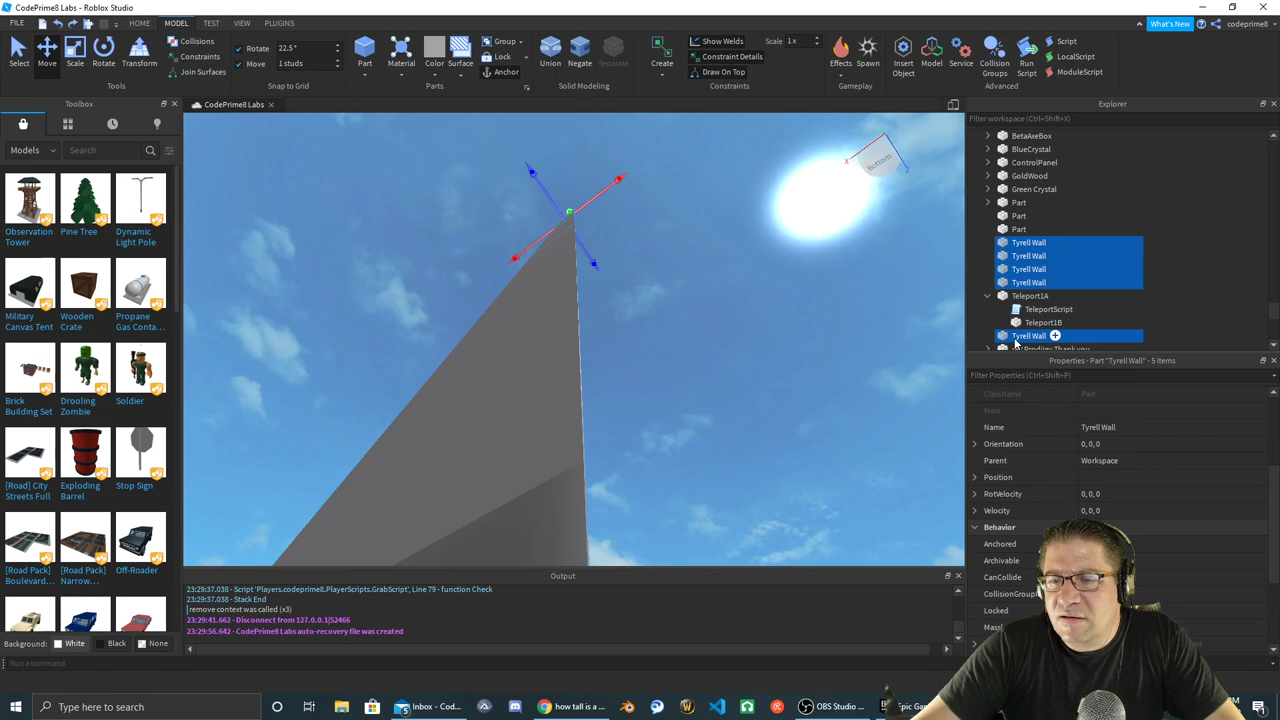 CodePrime8 Labs - Roblox Studio
FILE HOME MODEL TEST VIEW PLUGINS What's New codeprime8
Select Move Scale Rotate Transform
Collisions
Constraints
Join Surfaces
Tools
Rotate 22.5°
Move 1 studs
Snap to Grid
Part Material Color Surface
Group
Lock
Anchor
Parts
Union Negate Separate
Solid Modeling
Create
Show Welds Scale 1 x
Constraint Details
Draw On Top
Constraints
Effects Spawn
Gameplay
Insert Object Model Service Collision Groups Run Script
Script
LocalScript
ModuleScript
Advanced
Toolbox
CodePrime8 Labs
Explorer
Models Search
Filter workspace (Ctrl+Shift+X)
Observation Tower
Pine Tree
Dynamic Light Pole
Military Canvas Tent
Wooden Crate
Propane Gas Conta...
Brick Building Set
Drooling Zombie
Soldier
[Road] City Streets Full
Exploding Barrel
Stop Sign
[Road Pack] Boulevard...
[Road Pack] Narrow...
Off-Roader
Background: White Black None
X
Bottom
Z
BetaAxeBox
BlueCrystal
ControlPanel
GoldWood
Green Crystal
Part
Part
Part
Tyrell Wall
Tyrell Wall
Tyrell Wall
Tyrell Wall
Teleport1A
TeleportScript
Teleport1B
Tyrell Wall
Properties - Part "Tyrell Wall" - 5 items
Filter Properties (Ctrl+Shift+P)
ClassName Part
Mass
Name Tyrell Wall
Orientation 0, 0, 0
Parent Workspace
Position
RotVelocity 0, 0, 0
Velocity 0, 0, 0
Behavior
Anchored
Archivable
CanCollide
Locked
Output
23:29:37.038 - Script 'Players.codeprime8.PlayerScripts.GrabScript', Line 79 - function Check
23:29:37.038 - Stack End
remove context was called (x3)
23:29:41.662 - Disconnect from 127.0.0.1|52466
23:29:56.642 - CodePrime8 Labs auto-recovery file was created
Run a command
Type here to search
5
Inbox - Cod...
how tall is a ...
OBS Studio ...
Epic Gam